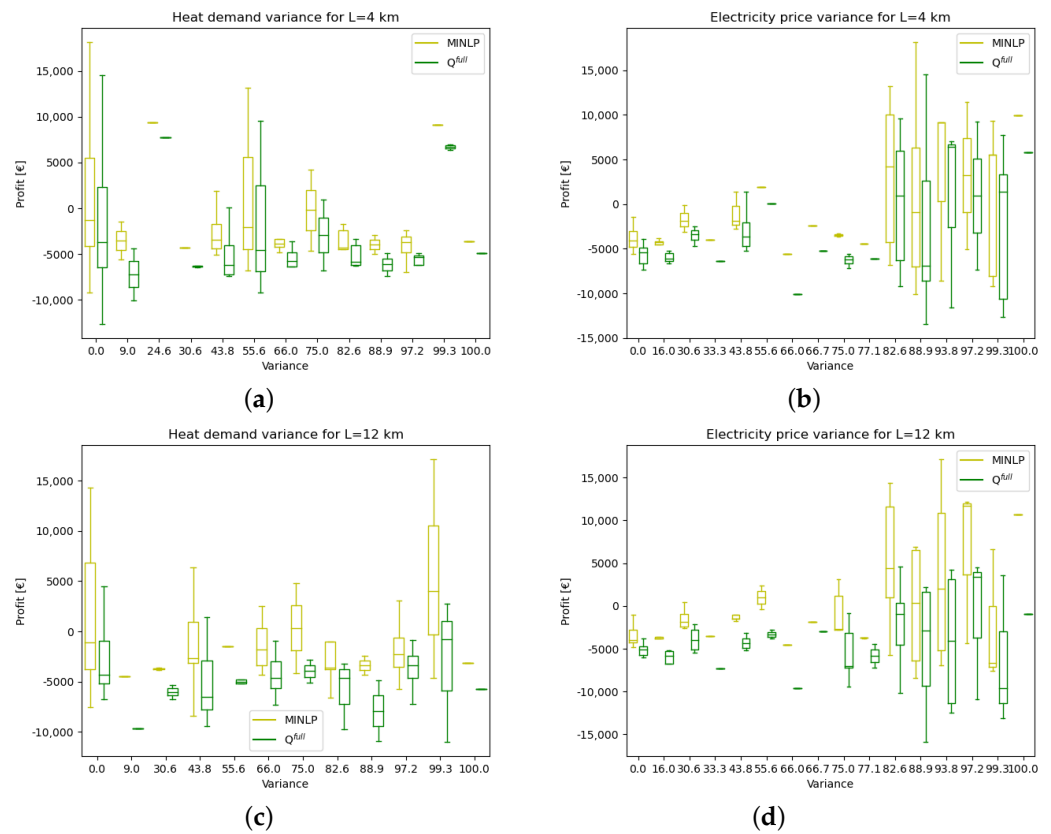 Heat demand variance for L=4 km
MINLP
Q^full
15,000
10,000
5000
0
-5000
-10,000
Profit [€]
0.0 9.0 24.6 30.6 43.8 55.6 66.0 75.0 82.6 88.9 97.2 99.3 100.0
Variance
(a)
Electricity price variance for L=4 km
MINLP
Q^full
15,000
10,000
5000
0
-5000
-10,000
-15,000
Profit [€]
0.0 16.0 30.6 33.3 43.8 55.6 66.0 66.7 75.0 77.1 82.6 88.9 93.8 97.2 99.3 100.0
Variance
(b)
Heat demand variance for L=12 km
15,000
10,000
5000
0
-5000
-10,000
Profit [€]
MINLP
Q^full
0.0 9.0 30.6 43.8 55.6 66.0 75.0 82.6 88.9 97.2 99.3 100.0
Variance
(c)
Electricity price variance for L=12 km
MINLP
Q^full
15,000
10,000
5000
0
-5000
-10,000
-15,000
Profit [€]
0.0 16.0 30.6 33.3 43.8 55.6 66.0 66.7 75.0 77.1 82.6 88.9 93.8 97.2 99.3 100.0
Variance
(d)